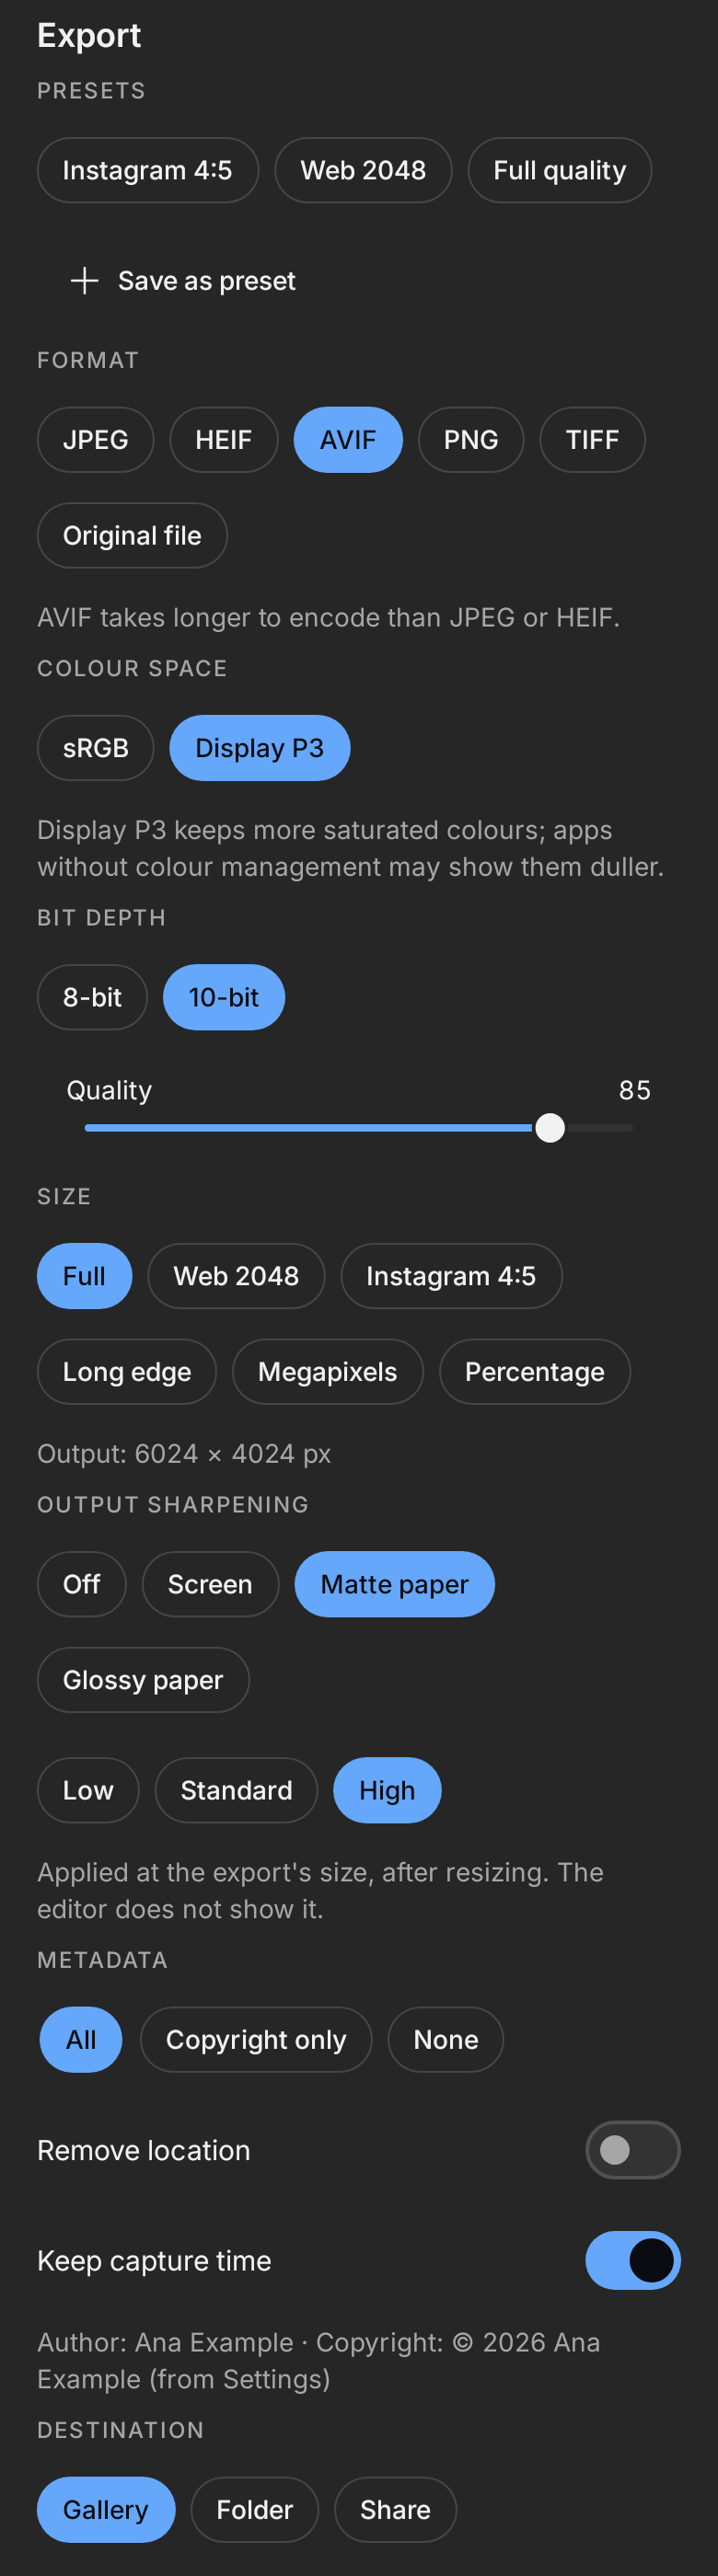 Export
PRESETS
Instagram 4:5 Web 2048 Full quality
Save as preset
FORMAT
JPEG HEIF AVIF PNG TIFF
Original file
AVIF takes longer to encode than JPEG or HEIF.
COLOUR SPACE
sRGB Display P3
Display P3 keeps more saturated colours; apps
without colour management may show them duller.
BIT DEPTH
8-bit 10-bit
Quality 85
SIZE
Full Web 2048 Instagram 4:5
Long edge Megapixels Percentage
Output: 6024 × 4024 px
OUTPUT SHARPENING
Off Screen Matte paper
Glossy paper
Low Standard High
Applied at the export's size, after resizing. The
editor does not show it.
METADATA
All Copyright only None
Remove location
Keep capture time
Author: Ana Example · Copyright: © 2026 Ana
Example (from Settings)
DESTINATION
Gallery Folder Share